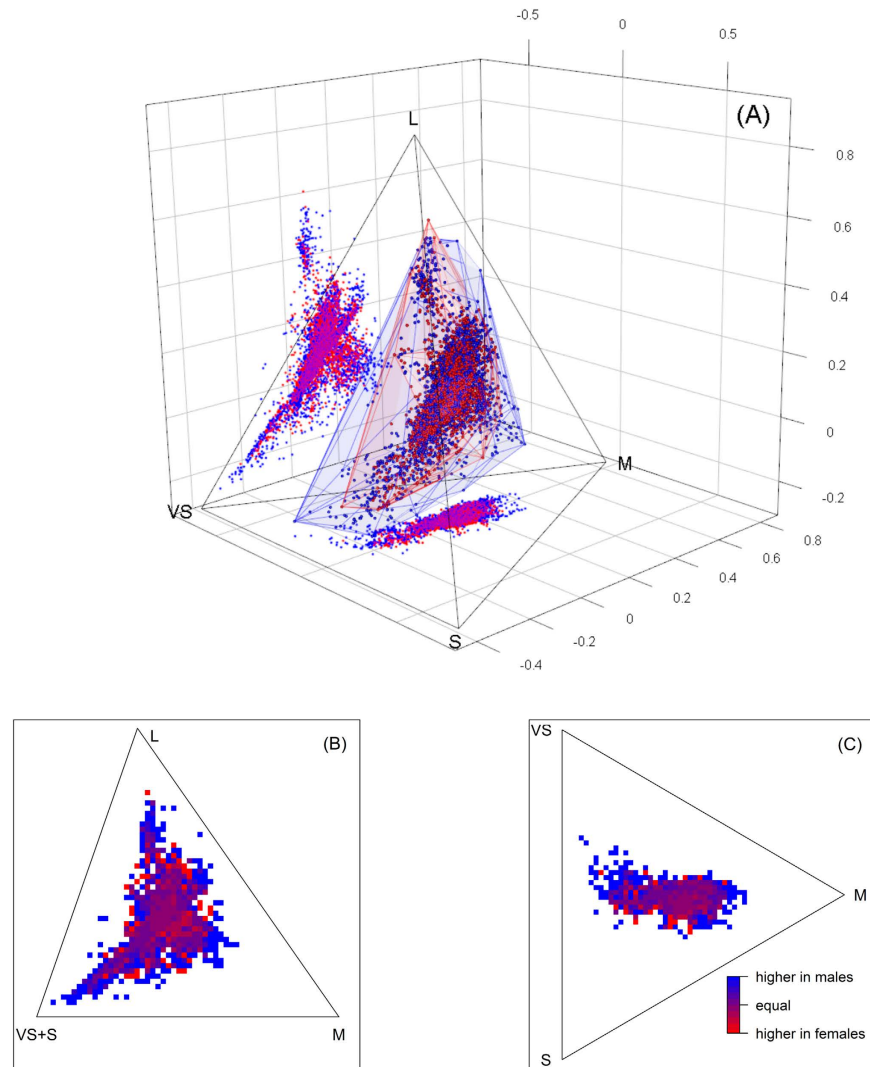 -0.5 0 0.5
(A)
L
0.8
0.6
0.4
0.2
0
-0.2
M
VS
S
0.8
0.6
0.4
0.2
0
-0.2
-0.4
(B)
L
VS+S
M
VS
(C)
M
S
higher in males
equal
higher in females